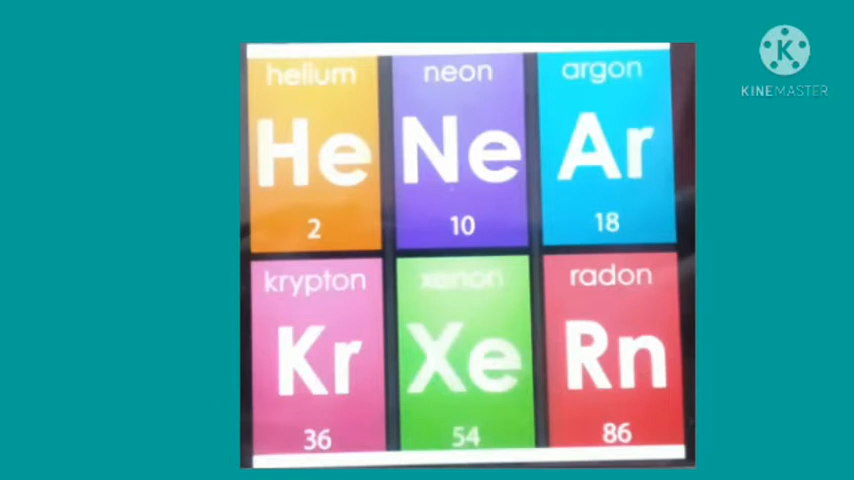 helium
He
2
neon
Ne
10
argon
Ar
18
krypton
Kr
36
xenon
Xe
54
radon
Rn
86
K
KINEMASTER